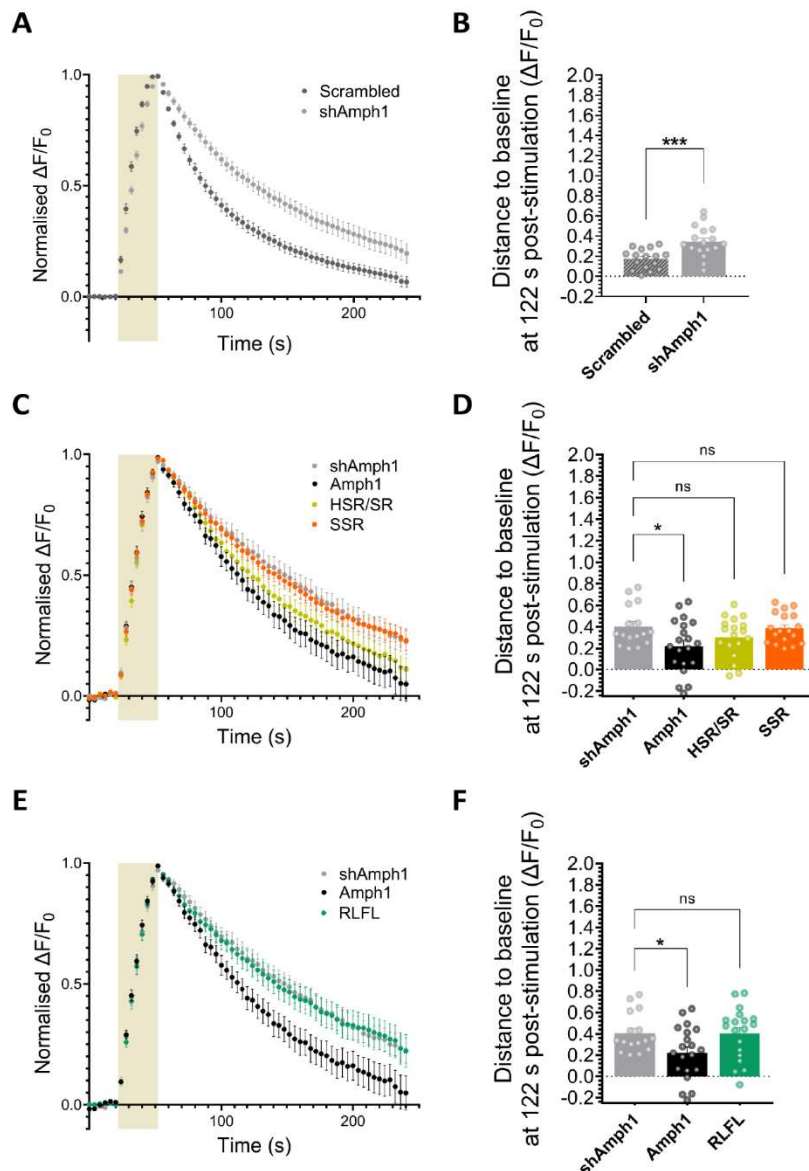 A
Normalised ΔF/F0
1.0
0.5
0.0
100
200
Time (s)
Scrambled
shAmph1
B
Distance to baseline
at 122 s post-stimulation (ΔF/F0)
2.0
1.8
1.6
1.4
1.2
1.0
0.8
0.6
0.4
0.2
0.0
-0.2
***
Scrambled
shAmph1
C
Normalised ΔF/F0
1.0
0.5
0.0
100
200
Time (s)
shAmph1
Amph1
HSR/SR
SSR
D
Distance to baseline
at 122 s post-stimulation (ΔF/F0)
2.0
1.8
1.6
1.4
1.2
1.0
0.8
0.6
0.4
0.2
0.0
-0.2
ns
ns
*
shAmph1
Amph1
HSR/SR
SSR
E
Normalised ΔF/F0
1.0
0.5
0.0
100
200
Time (s)
shAmph1
Amph1
RLFL
F
Distance to baseline
at 122 s post-stimulation (ΔF/F0)
2.0
1.8
1.6
1.4
1.2
1.0
0.8
0.6
0.4
0.2
0.0
-0.2
ns
*
shAmph1
Amph1
RLFL